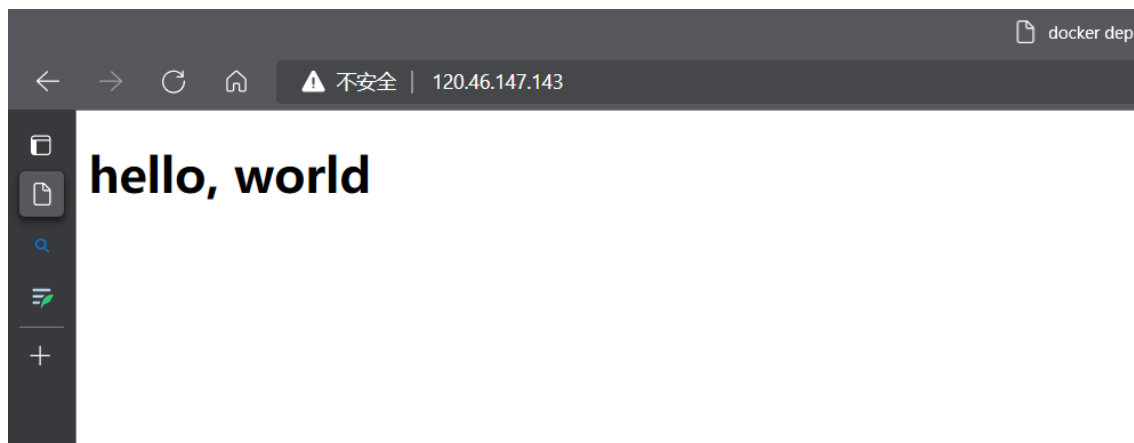 docker dep
不安全 120.46.147.143
hello, world